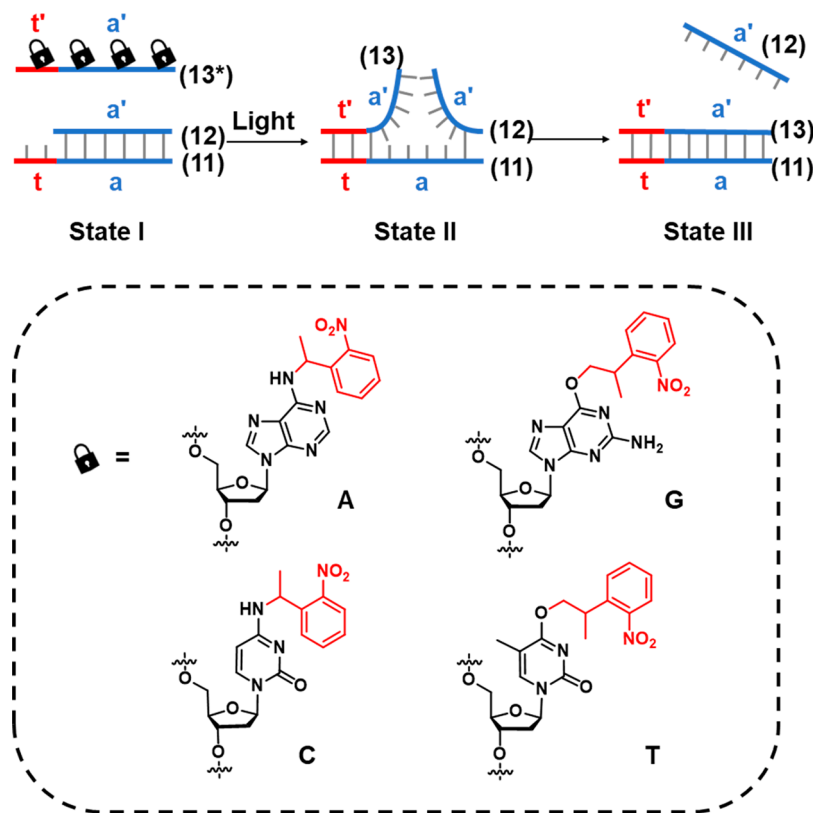 t' a'
(13*)
a'
(12)
(11)
t a
Light
(13)
t' a' a'
(12)
(11)
t a
a' (12)
t' a'
(13)
(11)
t a
State I State II State III
O₂N
HN
N N
N N
O
O
O
A
NO₂
O
N N
N N NH₂
O
O
O
G
=
NO₂
HN
N
N O
O
O
O
C
NO₂
O
N
N O
O
O
O
T